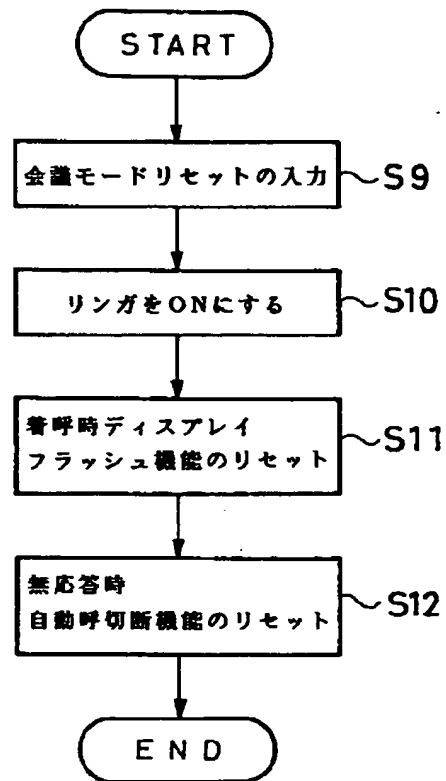 START
会議モードリセットの入力
S9
リンガをONにする
S10
着呼時ディスプレイ
フラッシュ機能のリセット
S11
無応答時
自動呼切断機能のリセット
S12
END